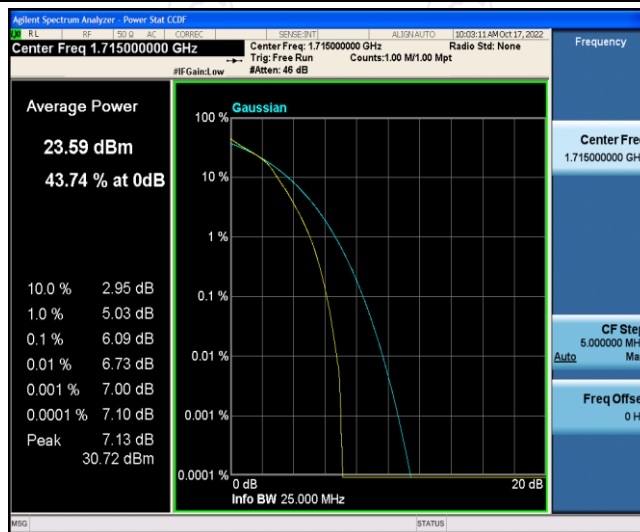 Agilent Spectrum Analyzer - Power Stat CCDF
RL RF 50 Ω AC CORREC SENSE:INT ALIGNAUTO 10:03:11 AM Oct 17, 2022
Center Freq 1.715000000 GHz
Center Freq: 1.715000000 GHz Radio Std: None
Trig: Free Run Counts:1.00 M/1.00 Mpt
#IFGain:Low #Atten: 46 dB
Frequency
Average Power
23.59 dBm
43.74 % at 0dB
10.0 % 2.95 dB
1.0 % 5.03 dB
0.1 % 6.09 dB
0.01 % 6.73 dB
0.001 % 7.00 dB
0.0001 % 7.10 dB
Peak 7.13 dB
30.72 dBm
Gaussian
100 %
10 %
1 %
0.1 %
0.01 %
0.001 %
0.0001 %
0 dB 20 dB
Info BW 25.000 MHz
Center Fre
1.715000000 GH
CF Step
5.000000 MH
Auto Ma
Freq Offse
0 H
MSG STATUS